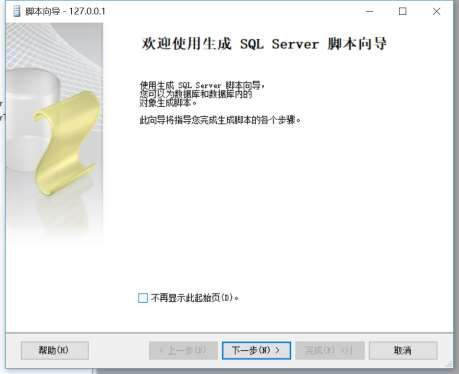 脚本向导 - 127.0.0.1
欢迎使用生成 SQL Server 脚本向导
使用生成 SQL Server 脚本向导,
您可以为数据库和数据库内的
对象生成脚本。
此向导将指导您完成生成脚本的各个步骤。
不再显示此起始页(D)。
帮助(H)
< 上一步(B)
下一步(N) >
完成(F) >>|
取消